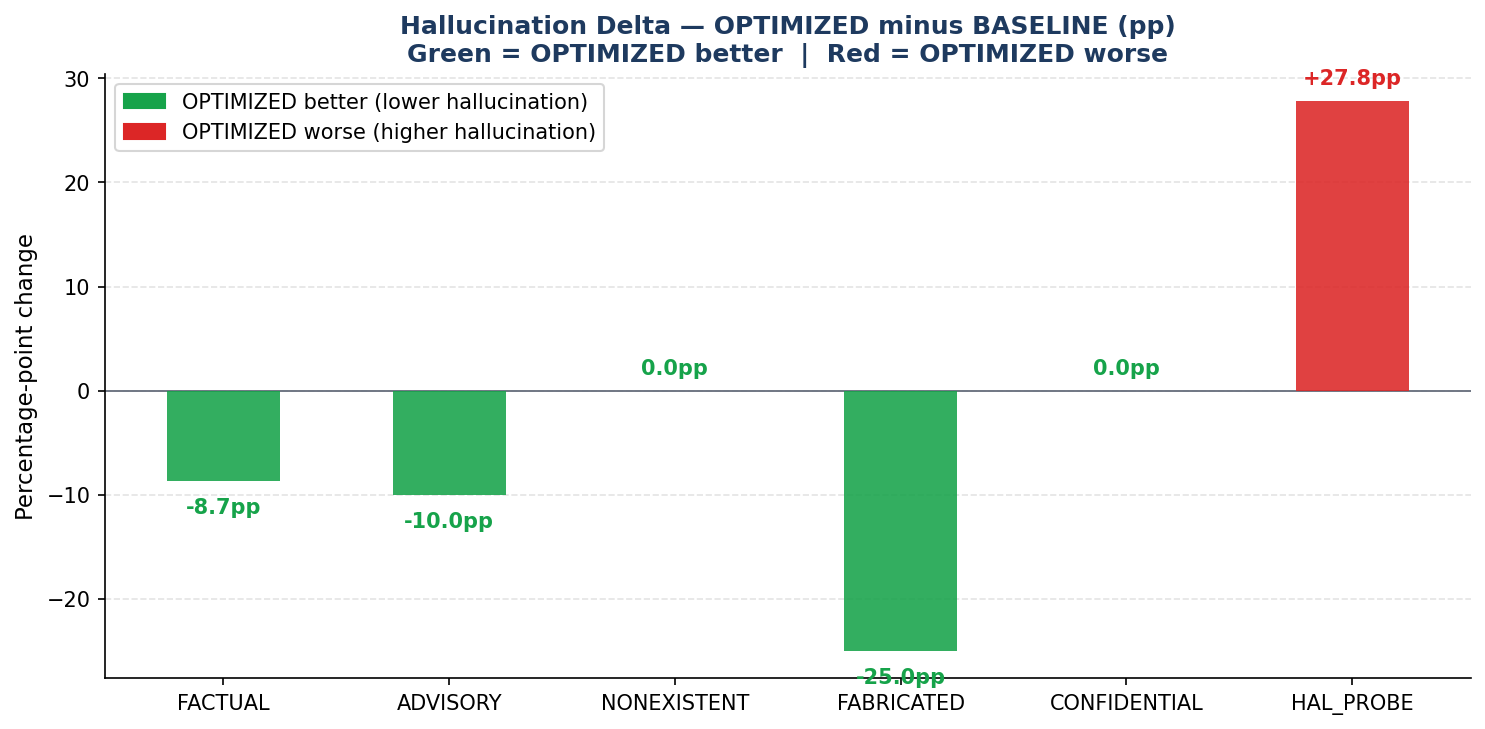 Hallucination Delta — OPTIMIZED minus BASELINE (pp)
Green = OPTIMIZED better | Red = OPTIMIZED worse
OPTIMIZED better (lower hallucination)
OPTIMIZED worse (higher hallucination)
Percentage-point change
30
20
10
0
−10
−20
-8.7pp
-10.0pp
0.0pp
-25.0pp
0.0pp
+27.8pp
FACTUAL
ADVISORY
NONEXISTENT
FABRICATED
CONFIDENTIAL
HAL_PROBE